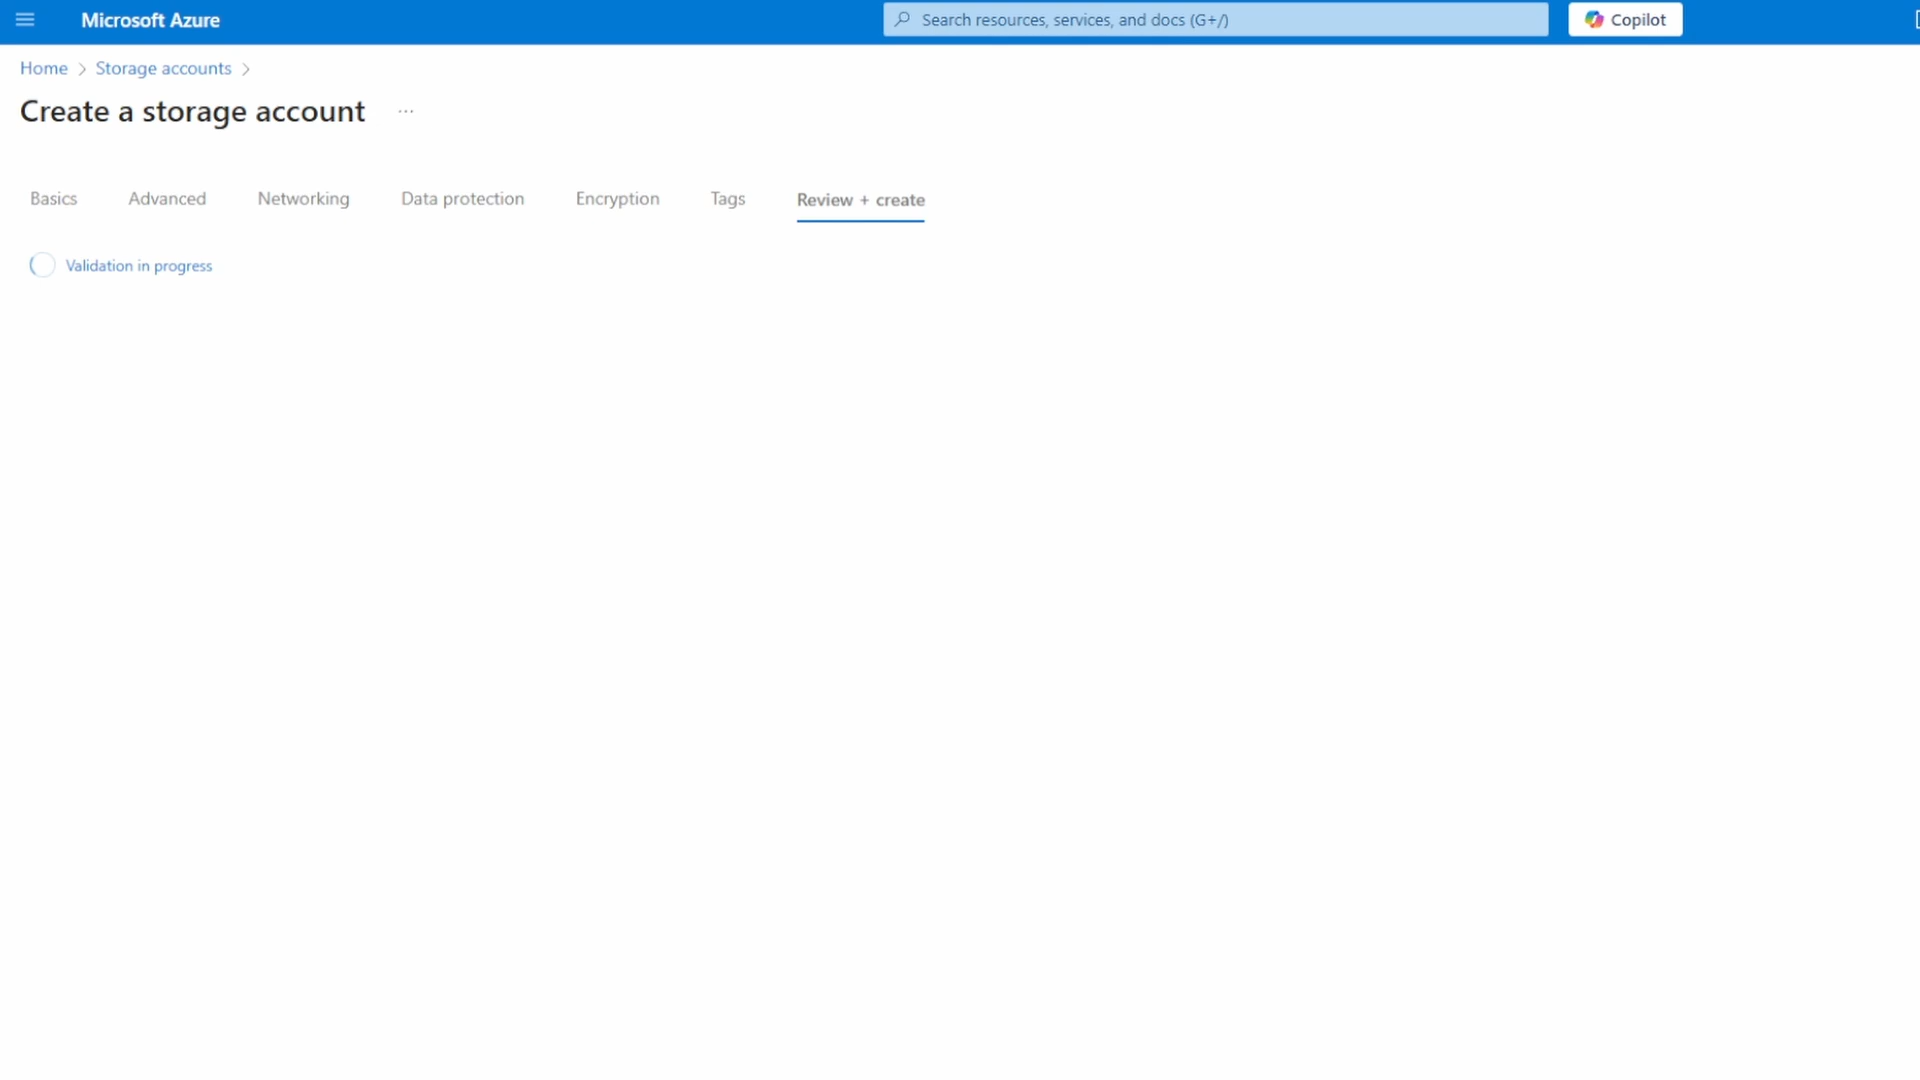 Microsoft Azure
Search resources, services, and docs (G+/)
Copilot
Home > Storage accounts >
Create a storage account ...
Basics Advanced Networking Data protection Encryption Tags Review + create
Validation in progress